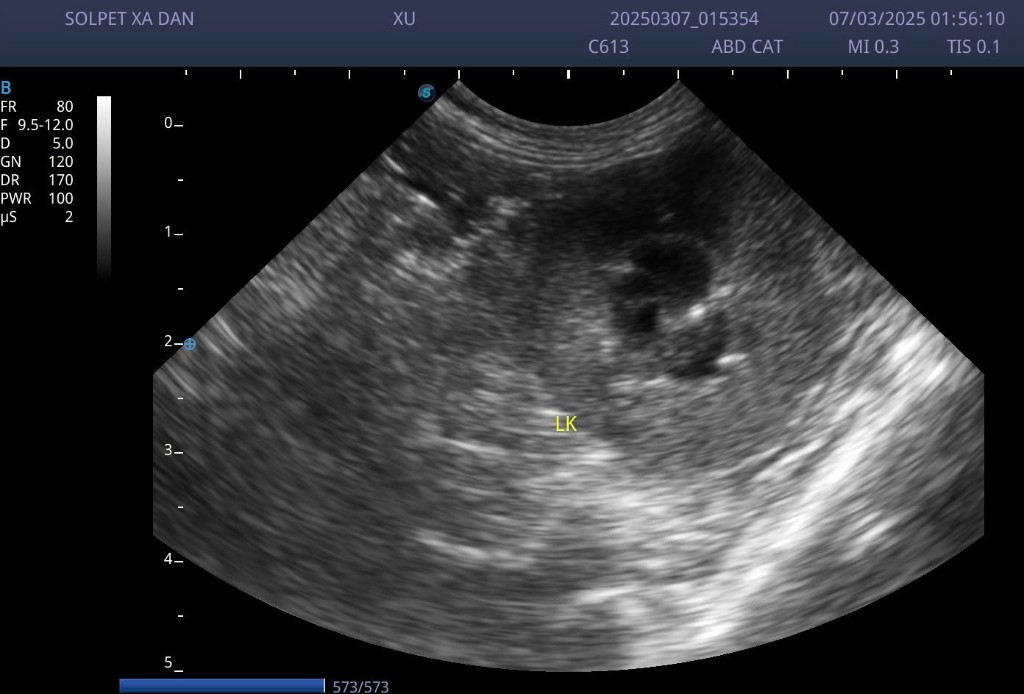 SOLPET XA DAN XU 20250307_015354 07/03/2025 01:56:10
C613 ABD CAT MI 0.3 TIS 0.1
B
FR 80
F 9.5-12.0
D 5.0
GN 120
DR 170
PWR 100
µS 2
S
0
1
2
3
4
5
LK
573/573